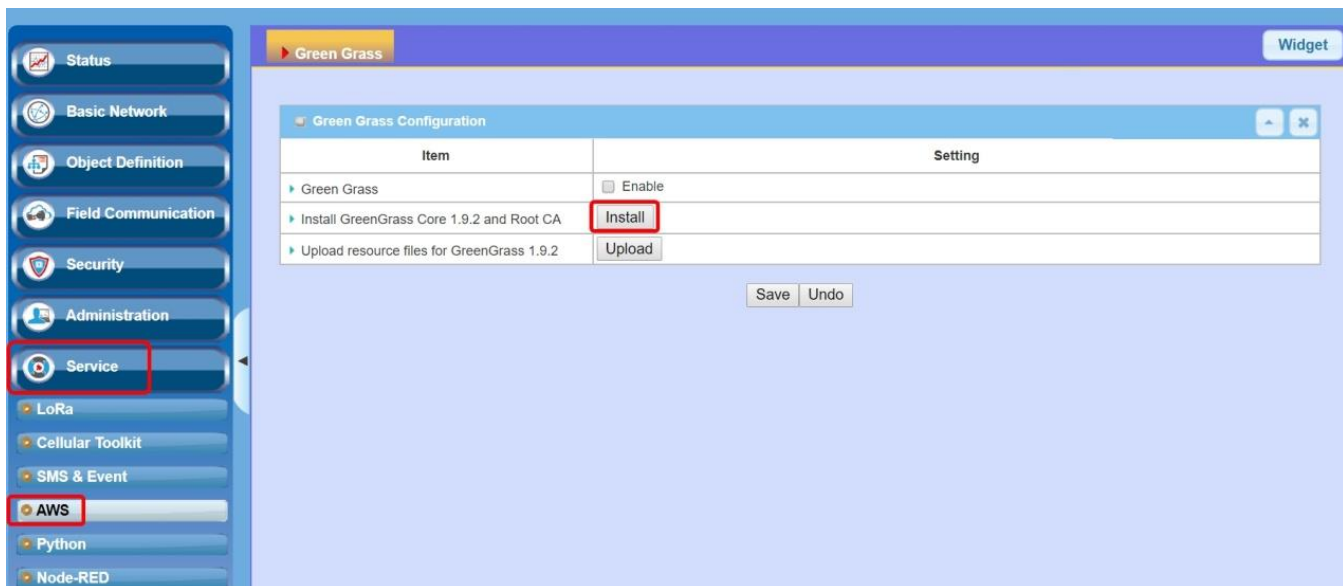 Status
Basic Network
Object Definition
Field Communication
Security
Administration
Service
LoRa
Cellular Toolkit
SMS & Event
AWS
Python
Node-RED
Green Grass
Widget
Green Grass Configuration
Item Setting
Green Grass Enable
Install GreenGrass Core 1.9.2 and Root CA Install
Upload resource files for GreenGrass 1.9.2 Upload
Save Undo